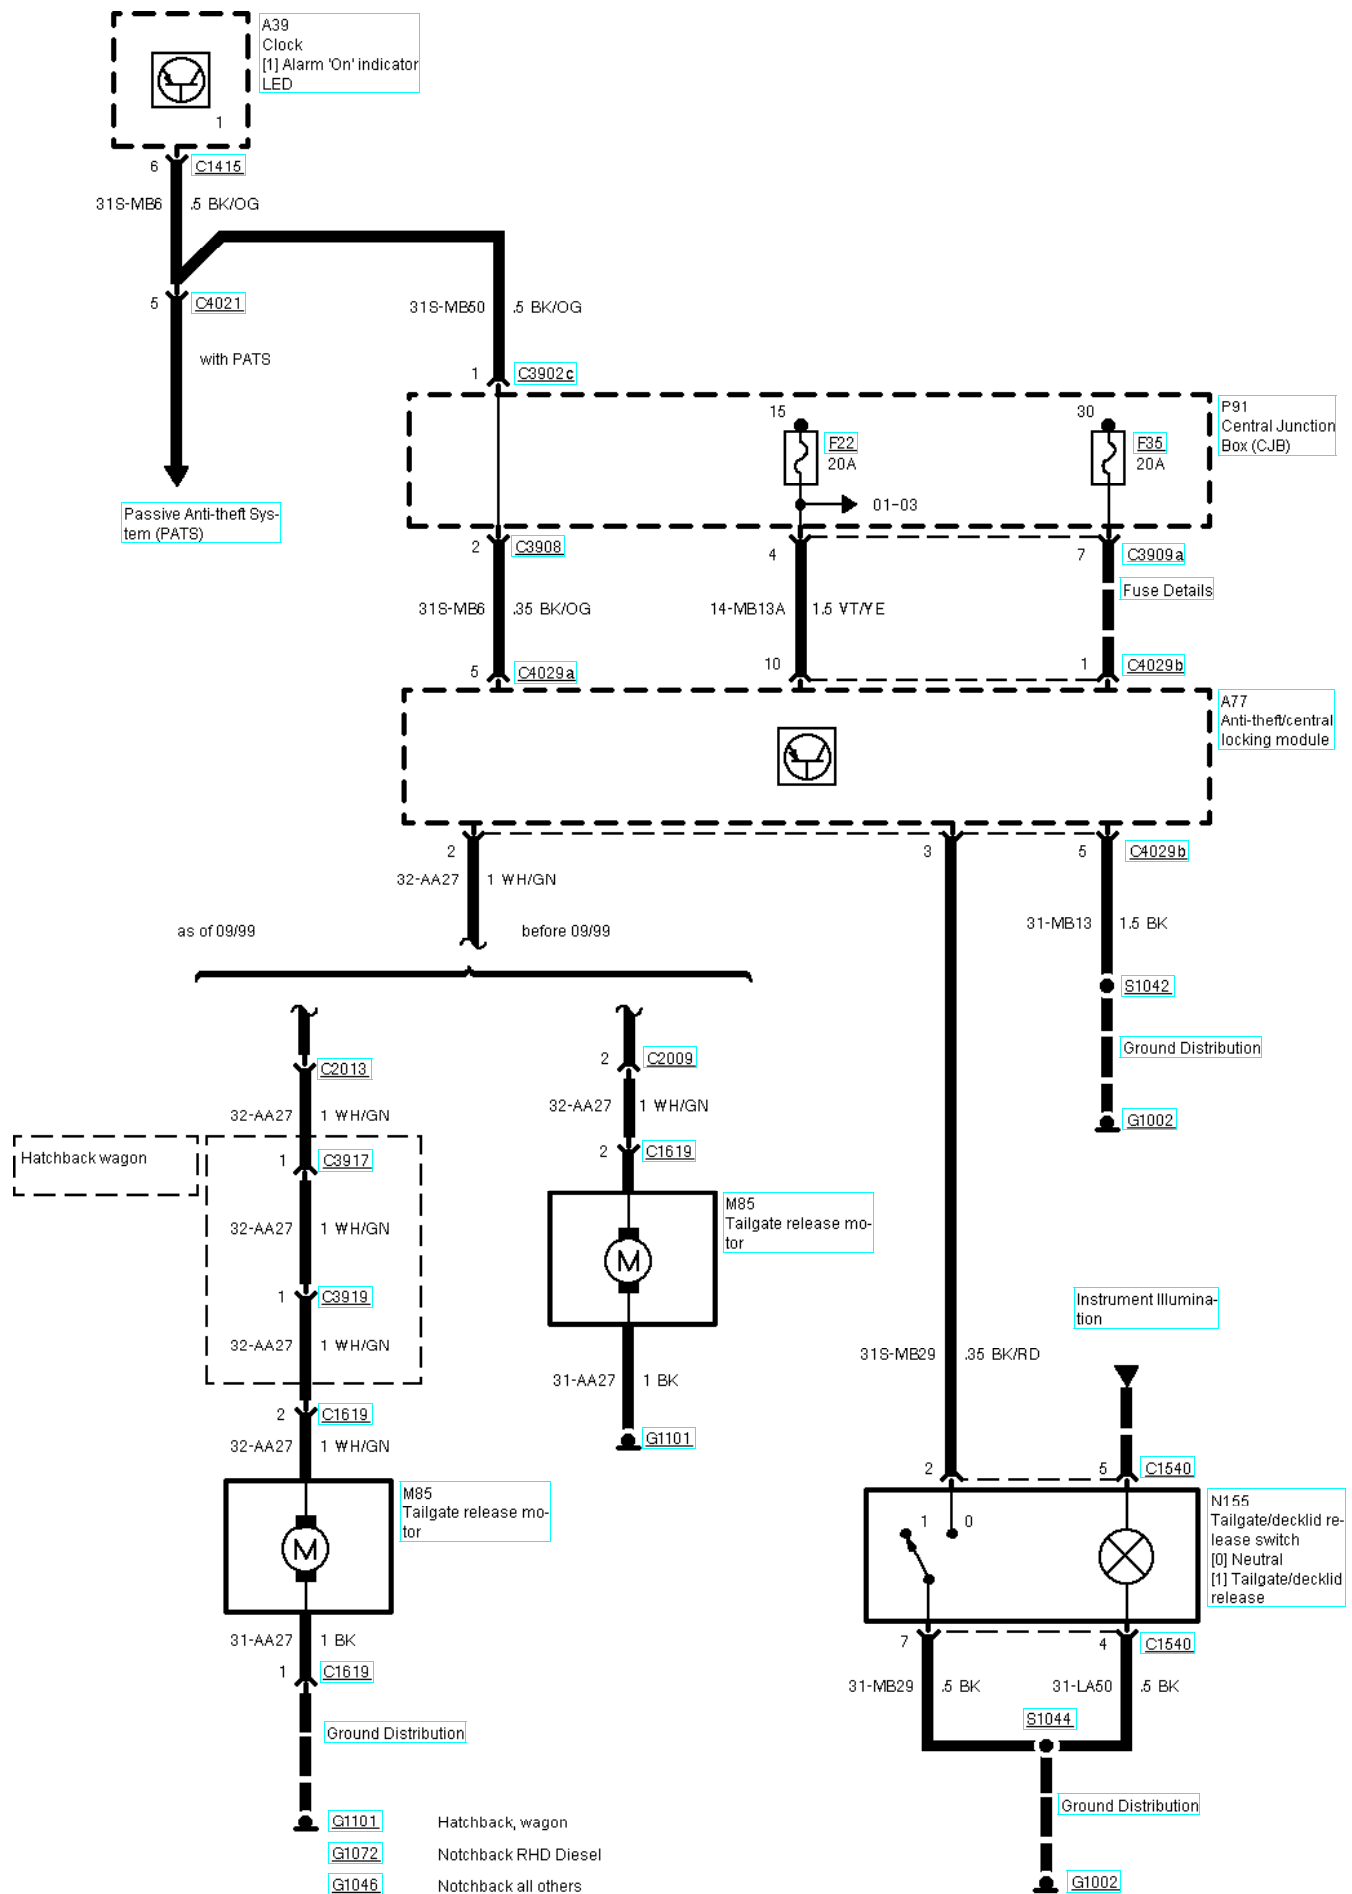 A39
Clock
[1] Alarm 'On' indicator
LED
1
6 C1415
31S-MB6 .5 BK/OG
5 C4021
with PATS
Passive Anti-theft Sys-
tem (PATS)
31S-MB50 .5 BK/OG
1 C3902c
P91
Central Junction
Box (CJB)
15
F22
20A
01-03
30
F35
20A
2 C3908
4
7 C3909a
Fuse Details
31S-MB6 .35 BK/OG
14-MB13A 1.5 VT/YE
5 C4029a
10
1 C4029b
A77
Anti-theft/central
locking module
2
3
5 C4029b
32-AA27 1 WH/GN
31-MB13 1.5 BK
as of 09/99
before 09/99
S1042
Ground Distribution
G1002
C2013
2 C2009
32-AA27 1 WH/GN
32-AA27 1 WH/GN
Hatchback wagon
1 C3917
2 C1619
32-AA27 1 WH/GN
M85
Tailgate release mo-
tor
M
1 C3919
32-AA27 1 WH/GN
31-AA27 1 BK
G1101
2 C1619
32-AA27 1 WH/GN
M85
Tailgate release mo-
tor
M
31-AA27 1 BK
1 C1619
Ground Distribution
G1101 Hatchback, wagon
G1072 Notchback RHD Diesel
G1046 Notchback all others
Instrument Illumina-
tion
31S-MB29 .35 BK/RD
2
5 C1540
1 0
N155
Tailgate/decklid re-
lease switch
[0] Neutral
[1] Tailgate/decklid
release
7
4 C1540
31-MB29 .5 BK
31-LA50 .5 BK
S1044
Ground Distribution
G1002